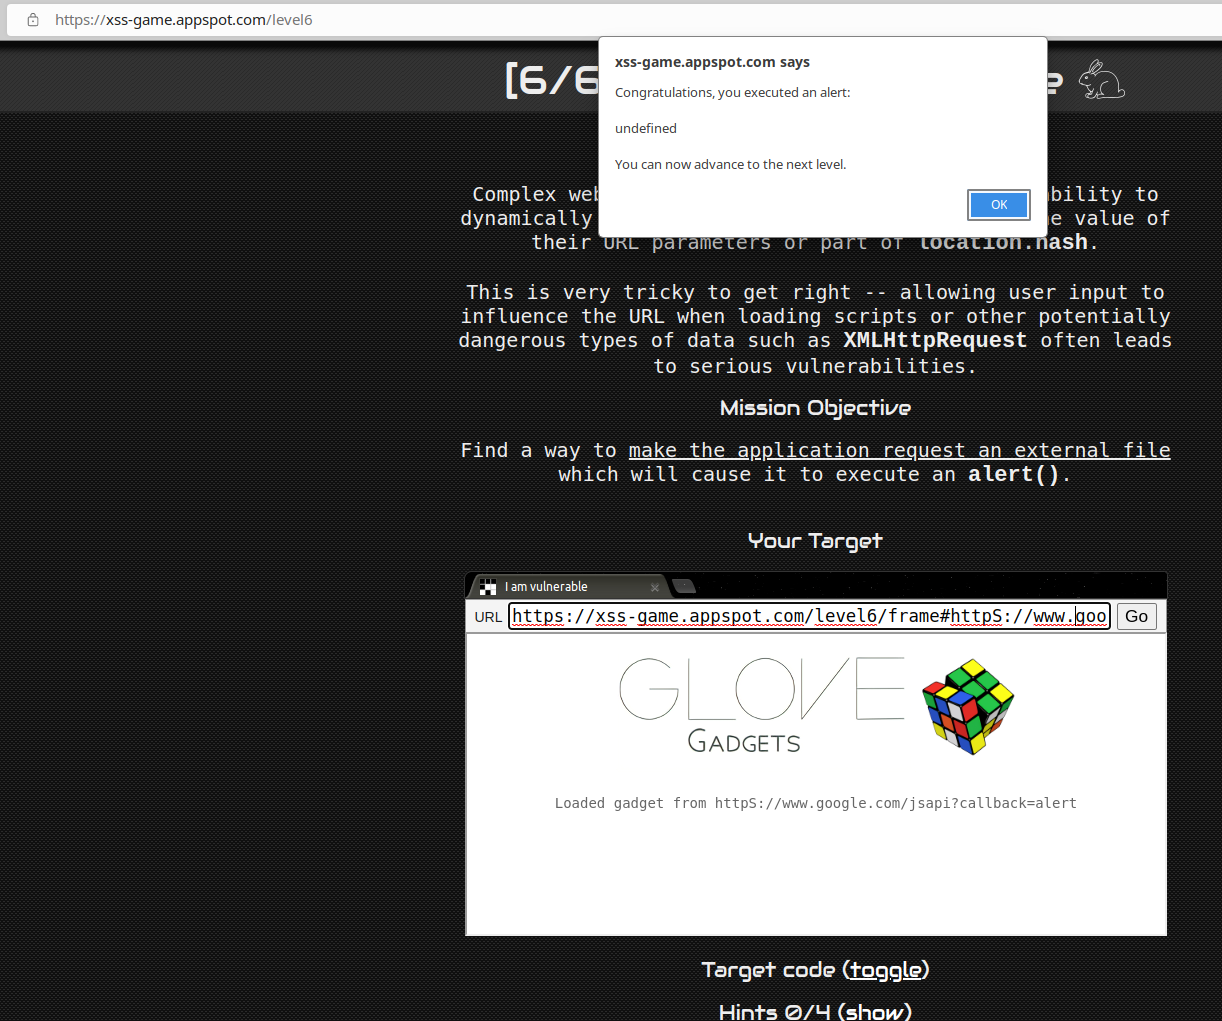 https://xss-game.appspot.com/level6
[6/6
e
xss-game.appspot.com says
Congratulations, you executed an alert:
undefined
You can now advance to the next level.
OK
Complex web bility to
dynamically e value of
their URL parameters or part of location.hash.
This is very tricky to get right -- allowing user input to
influence the URL when loading scripts or other potentially
dangerous types of data such as XMLHttpRequest often leads
to serious vulnerabilities.
Mission Objective
Find a way to make the application request an external file
which will cause it to execute an alert().
Your Target
I am vulnerable
URL https://xss-game.appspot.com/level6/frame#httpS://www.goo Go
GLOVE
GADGETS
Loaded gadget from httpS://www.google.com/jsapi?callback=alert
Target code (toggle)
Hints 0/4 (show)